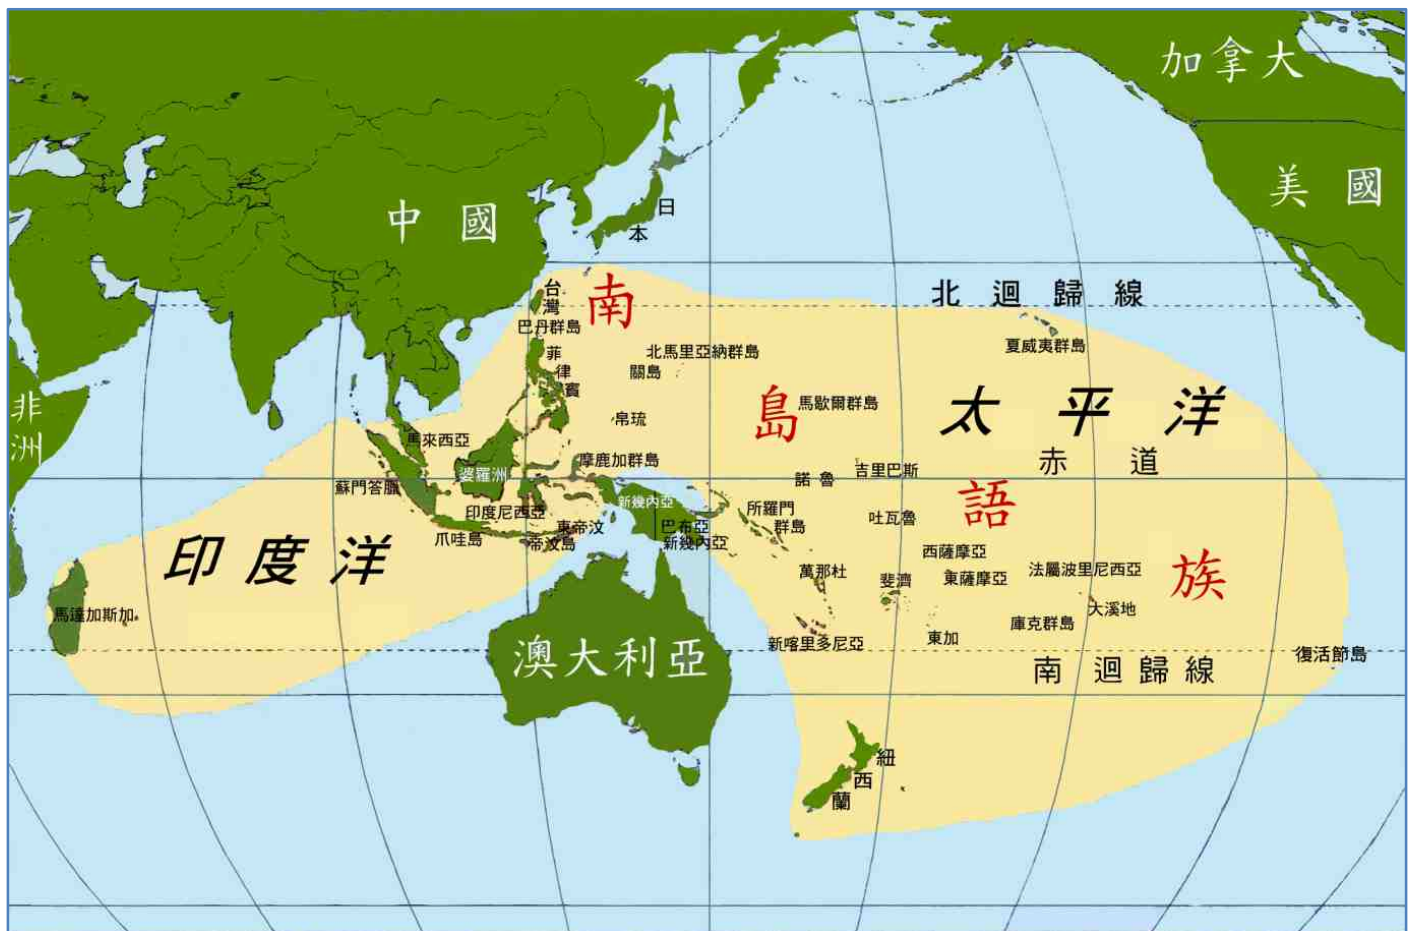 加拿大
美國
中國
日本
台灣
南
北迴歸線
巴丹群島
夏威夷群島
菲律賓
北馬里亞納群島
關島
非洲
島
馬歇爾群島
太平洋
帛琉
馬來西亞
摩鹿加群島
赤道
吉里巴斯
婆羅洲
諾魯
蘇門答臘
語
新幾內亞
印度尼西亞
所羅門
群島
吐瓦魯
東帝汶
巴布亞
新幾內亞
爪哇島
帝汶島
西薩摩亞
印度洋
萬那杜
斐濟
東薩摩亞
法屬波里尼西亞
族
馬達加斯加
大溪地
庫克群島
東加
新喀里多尼亞
澳大利亞
南迴歸線
復活節島
紐西蘭